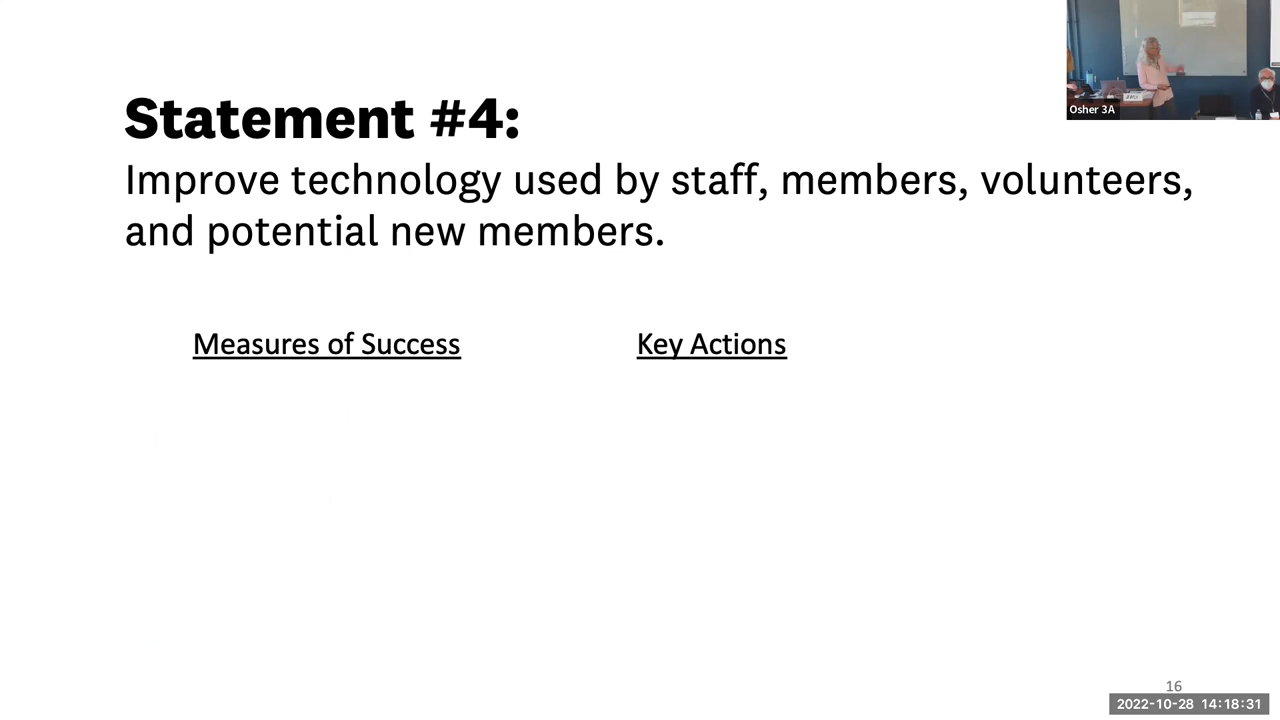 Osher 3A
Statement #4:
Improve technology used by staff, members, volunteers,
and potential new members.
Measures of Success
Key Actions
16
2022-10-28 14:18:31